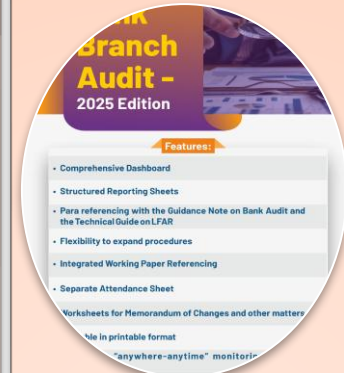 Branch
Audit -
2025 Edition
Features:
• Comprehensive Dashboard
• Structured Reporting Sheets
• Para referencing with the Guidance Note on Bank Audit and
the Technical Guide on LFAR
• Flexibility to expand procedures
• Integrated Working Paper Referencing
• Separate Attendance Sheet
Worksheets for Memorandum of Changes and other matters
in printable format
"anywhere-anytime"